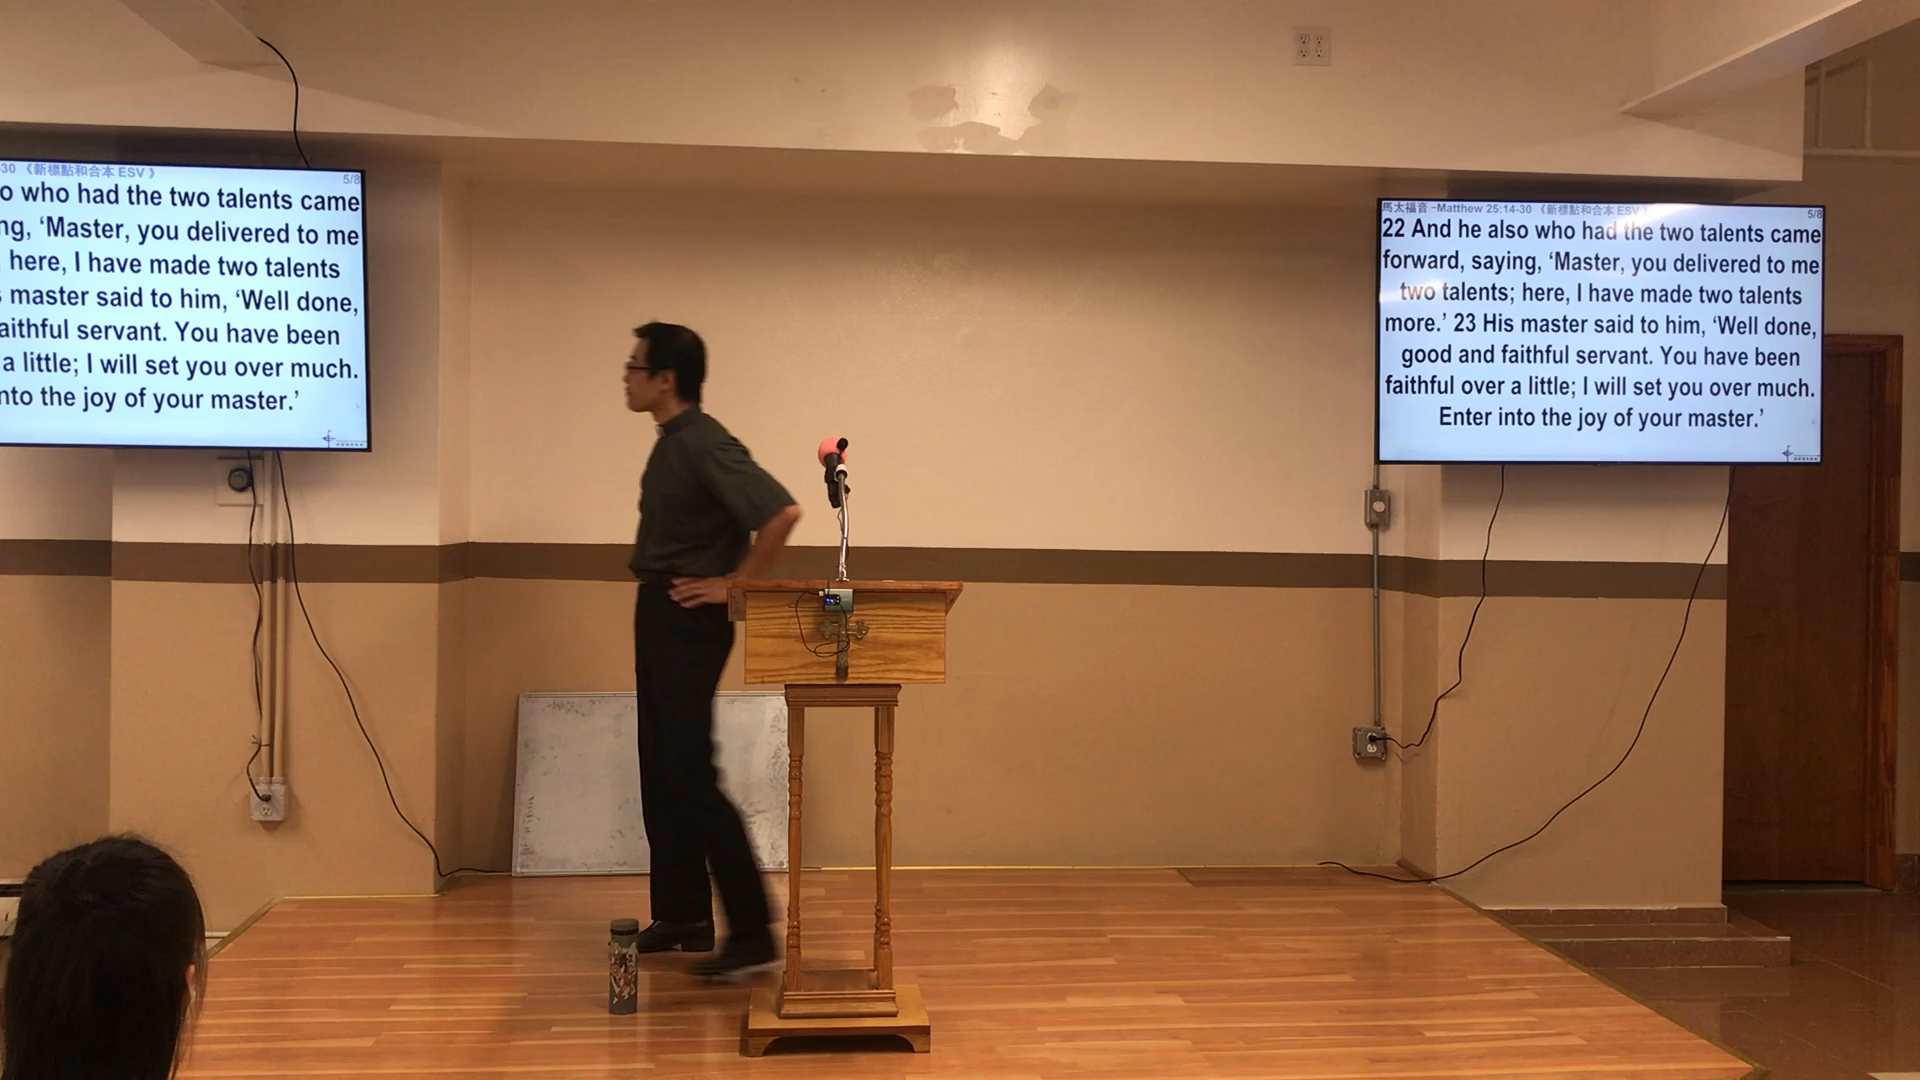 -30 《新標點和合本 ESV 》
5/8
o who had the two talents came
ng, ‘Master, you delivered to me
here, I have made two talents
s master said to him, ‘Well done,
aithful servant. You have been
a little; I will set you over much.
nto the joy of your master.’
馬太福音 –Matthew 25:14-30 《新標點和合本 ESV 》
5/8
22 And he also who had the two talents came
forward, saying, ‘Master, you delivered to me
two talents; here, I have made two talents
more.’ 23 His master said to him, ‘Well done,
good and faithful servant. You have been
faithful over a little; I will set you over much.
Enter into the joy of your master.’